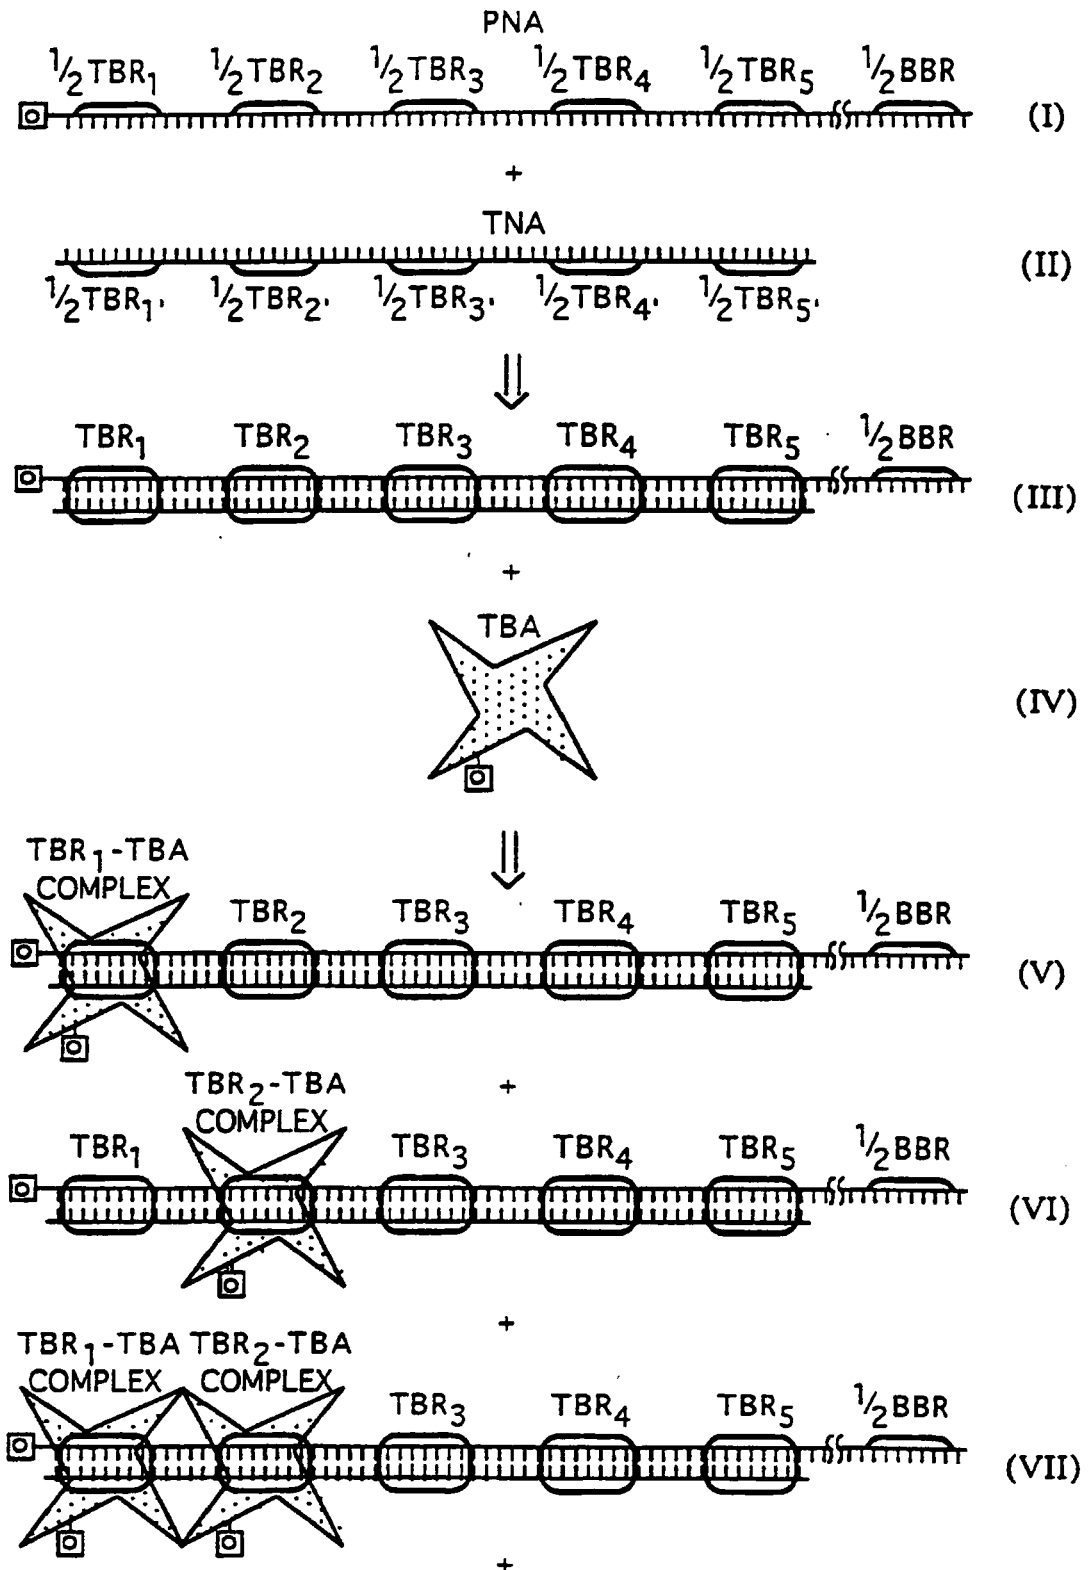 PNA
½TBR₁ ½TBR₂ ½TBR₃ ½TBR₄ ½TBR₅ ½BBR
(I)
+
TNA
(II)
½TBR₁' ½TBR₂' ½TBR₃' ½TBR₄' ½TBR₅'
TBR₁ TBR₂ TBR₃ TBR₄ TBR₅ ½BBR
(III)
+
TBA
(IV)
TBR₁-TBA
COMPLEX
TBR₂ TBR₃ TBR₄ TBR₅ ½BBR
(V)
+
TBR₂-TBA
COMPLEX
TBR₁ TBR₃ TBR₄ TBR₅ ½BBR
(VI)
+
TBR₁-TBA TBR₂-TBA
COMPLEX COMPLEX
TBR₃ TBR₄ TBR₅ ½BBR
(VII)
+